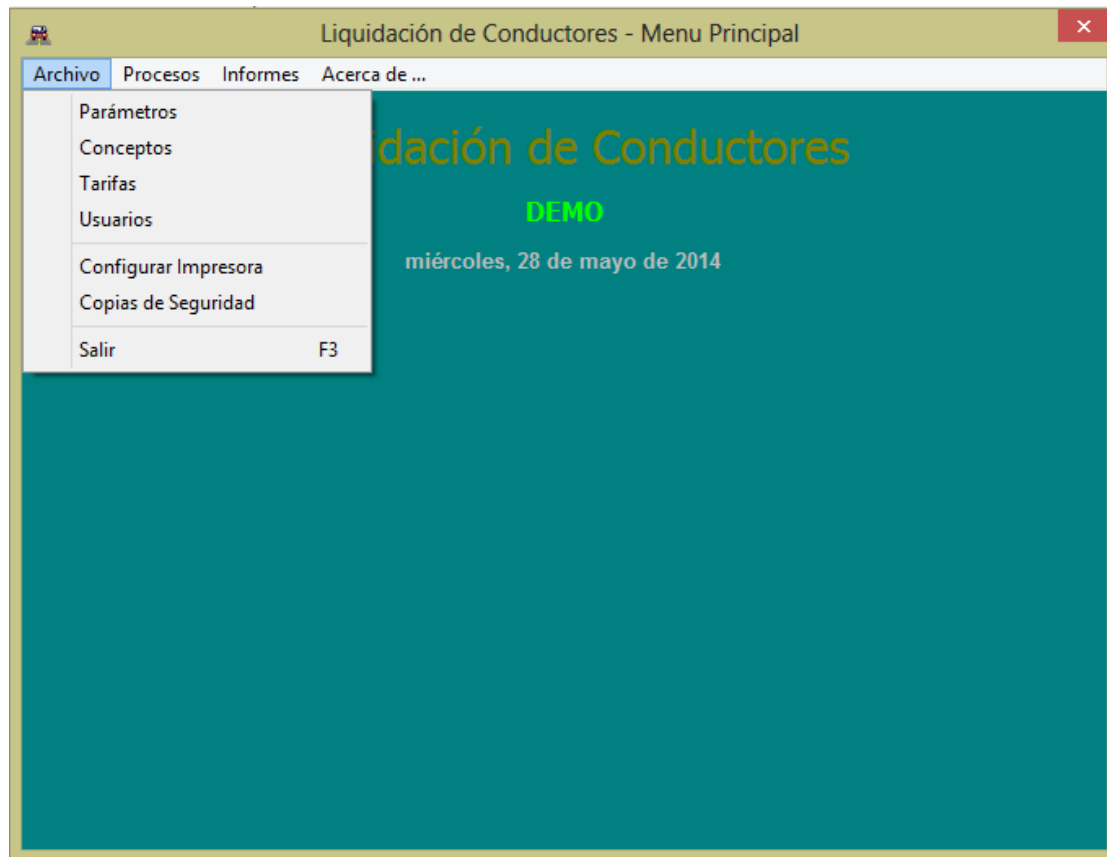 Liquidación de Conductores - Menu Principal
Archivo Procesos Informes Acerca de ...
Parámetros
Conceptos
Tarifas
Usuarios
Configurar Impresora
Copias de Seguridad
Salir F3
dación de Conductores
DEMO
miércoles, 28 de mayo de 2014